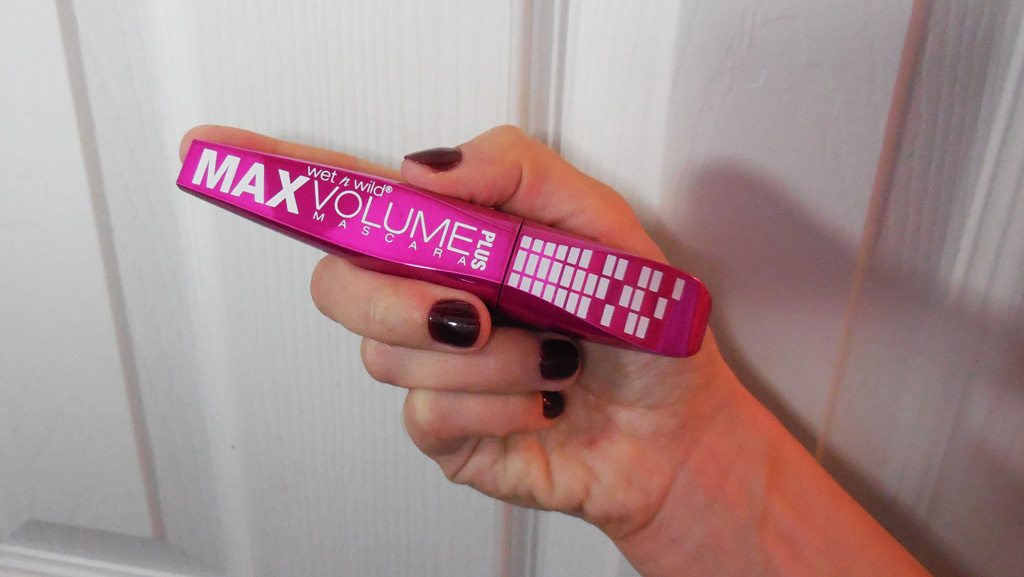 wet n wild®
MAX VOLUME
MASCARA
PLUS